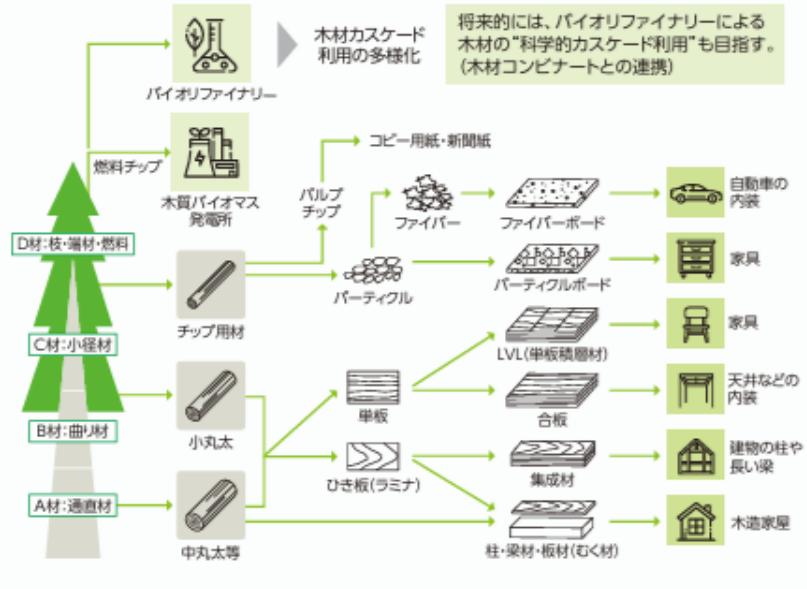 木材カスケード
利用の多様化
将来的には、バイオリファイナリーによる
木材の“科学的カスケード利用”も目指す。
(木材コンビナートとの連携)
バイオリファイナリー
燃料チップ
木質バイオマス
発電所
コピー用紙・新聞紙
パルプ
チップ
ファイバー
ファイバーボード
自動車の
内装
D材:枝・端材・燃料
チップ用材
パーティクル
パーティクルボード
家具
C材:小径材
LVL(単板積層材)
家具
B材:曲り材
小丸太
単板
合板
天井などの
内装
ひき板(ラミナ)
集成材
建物の柱や
長い梁
A材:通直材
中丸太等
柱・梁材・板材(むく材)
木造家屋